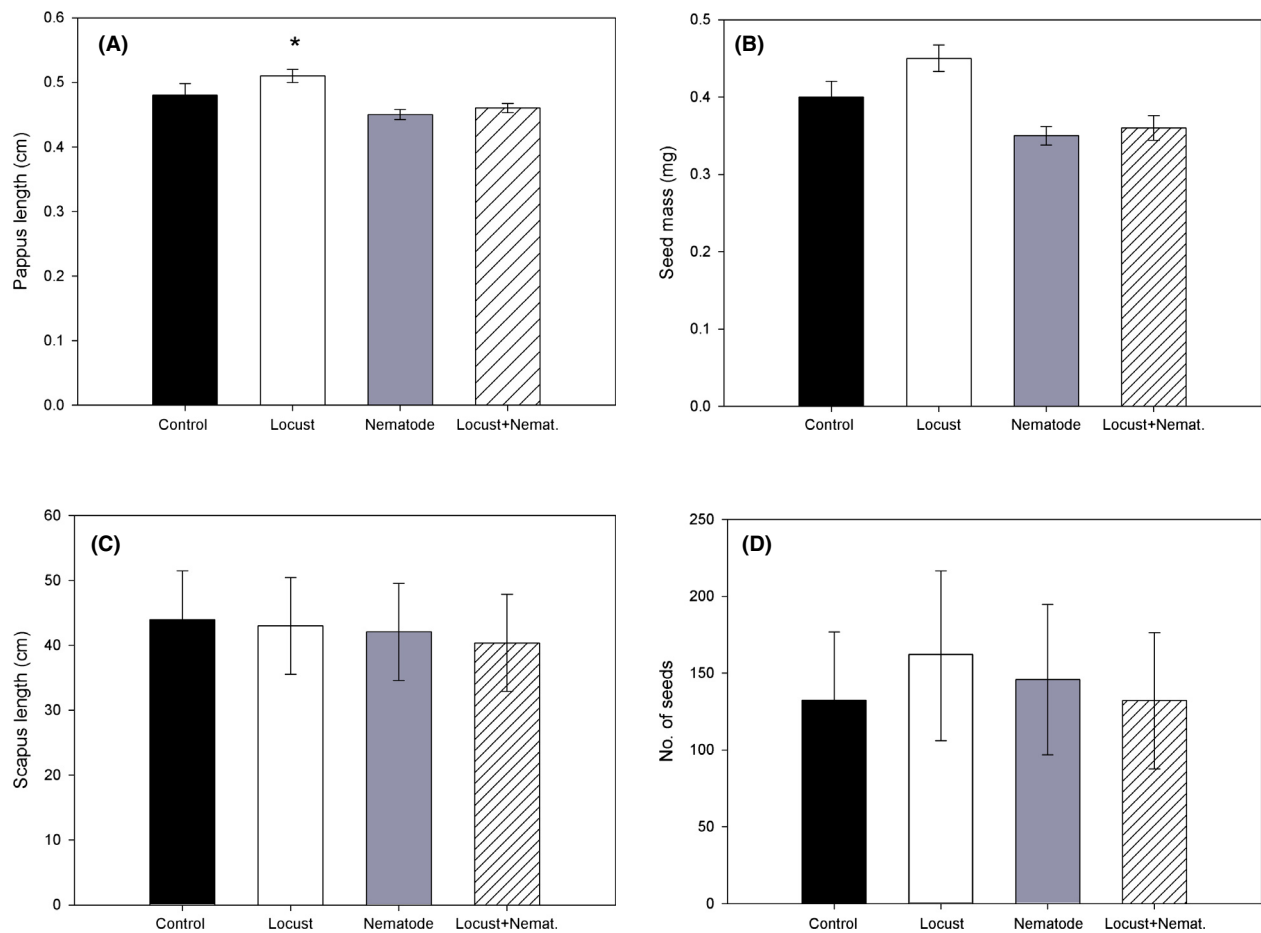 (A)
*
Pappus length (cm)
0.6
0.5
0.4
0.3
0.2
0.1
0.0
Control Locust Nematode Locust+Nemat.
(B)
Seed mass (mg)
0.5
0.4
0.3
0.2
0.1
0.0
Control Locust Nematode Locust+Nemat.
(C)
Scapus length (cm)
60
50
40
30
20
10
0
Control Locust Nematode Locust+Nemat.
(D)
No. of seeds
250
200
150
100
50
0
Control Locust Nematode Locust+Nemat.